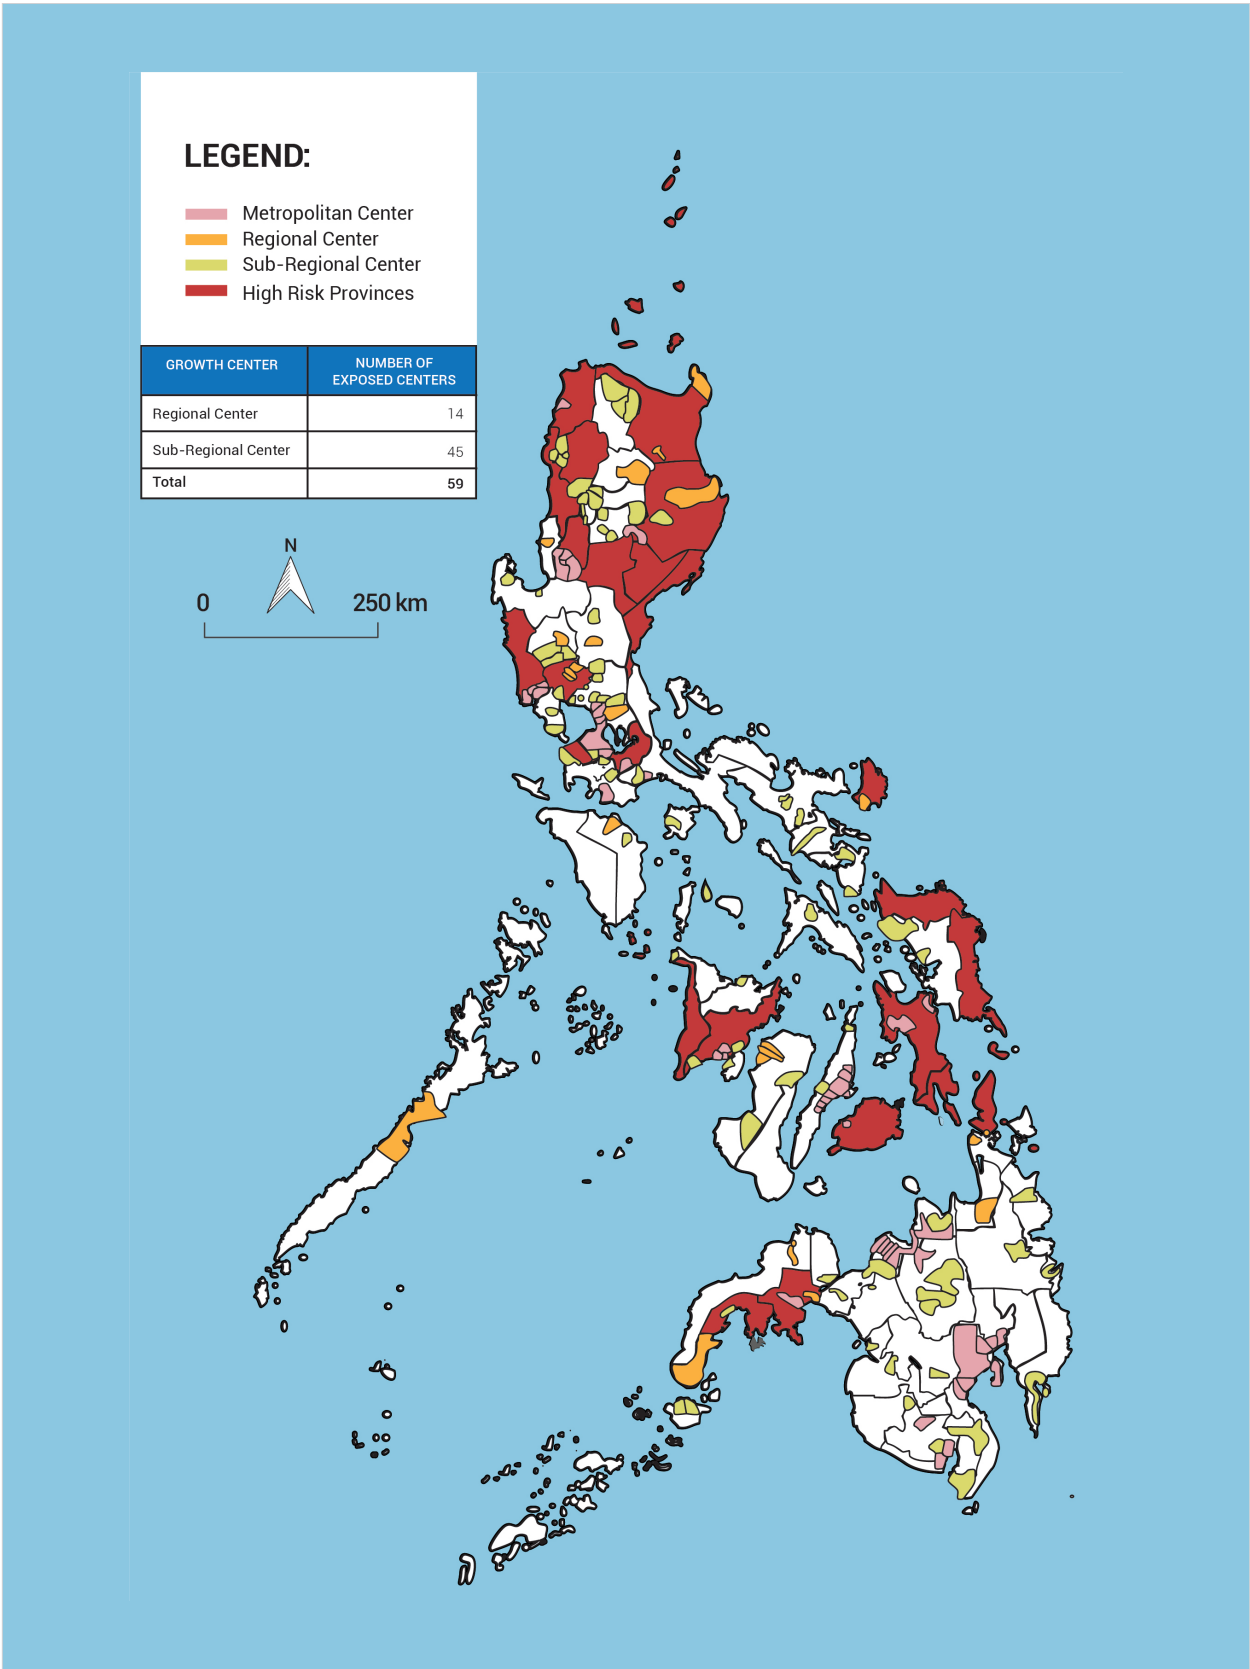 LEGEND:
Metropolitan Center
Regional Center
Sub-Regional Center
High Risk Provinces
GROWTH CENTER
NUMBER OF
EXPOSED CENTERS
Regional Center 14
Sub-Regional Center 45
Total 59
N
0 250 km